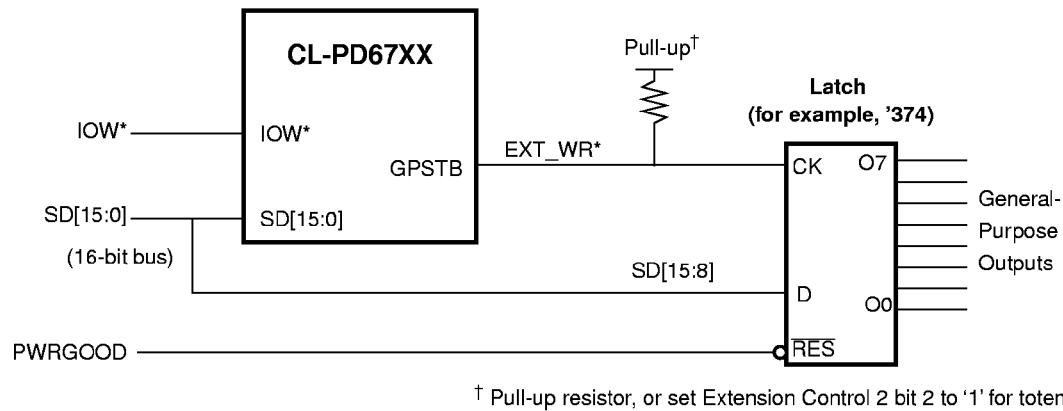 CL-PD67XX
Pull-up†
Latch
(for example, '374)
IOW*
IOW*
EXT_WR*
GPSTB
CK
O7
SD[15:0]
SD[15:0]
General-
Purpose
Outputs
(16-bit bus)
SD[15:8]
D
O0
PWRGOOD
RES
† Pull-up resistor, or set Extension Control 2 bit 2 to '1' for